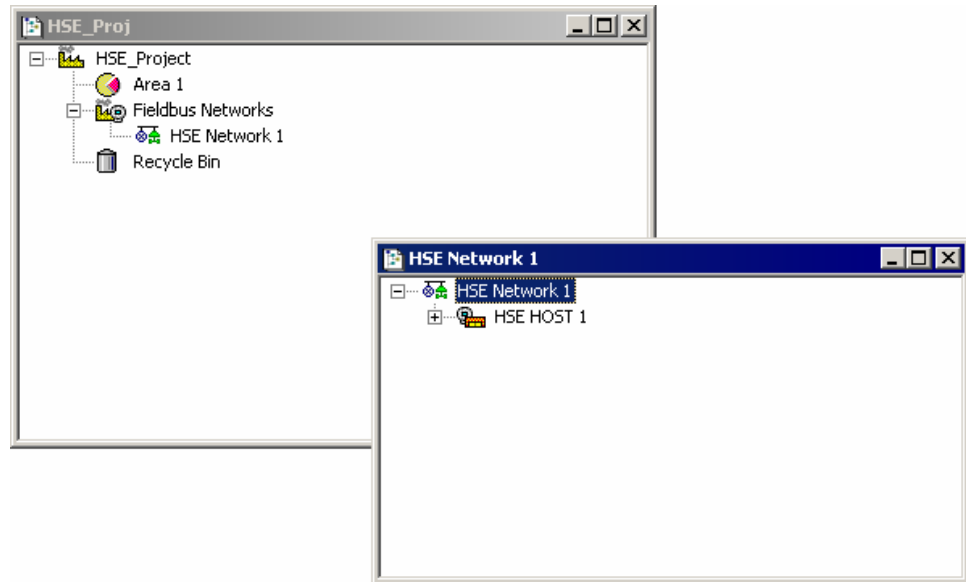 HSE_Proj
HSE_Project
Area 1
Fieldbus Networks
HSE Network 1
Recycle Bin
HSE Network 1
HSE Network 1
HSE HOST 1